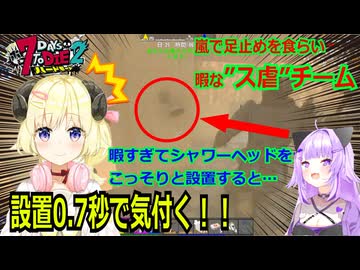 7 DAYS TO DIE 2
嵐で足止めを食らい
暇な"ス虐"チーム
暇すぎてシャワーヘッドを
こっそりと設置すると…
設置0.7秒で気付く！！